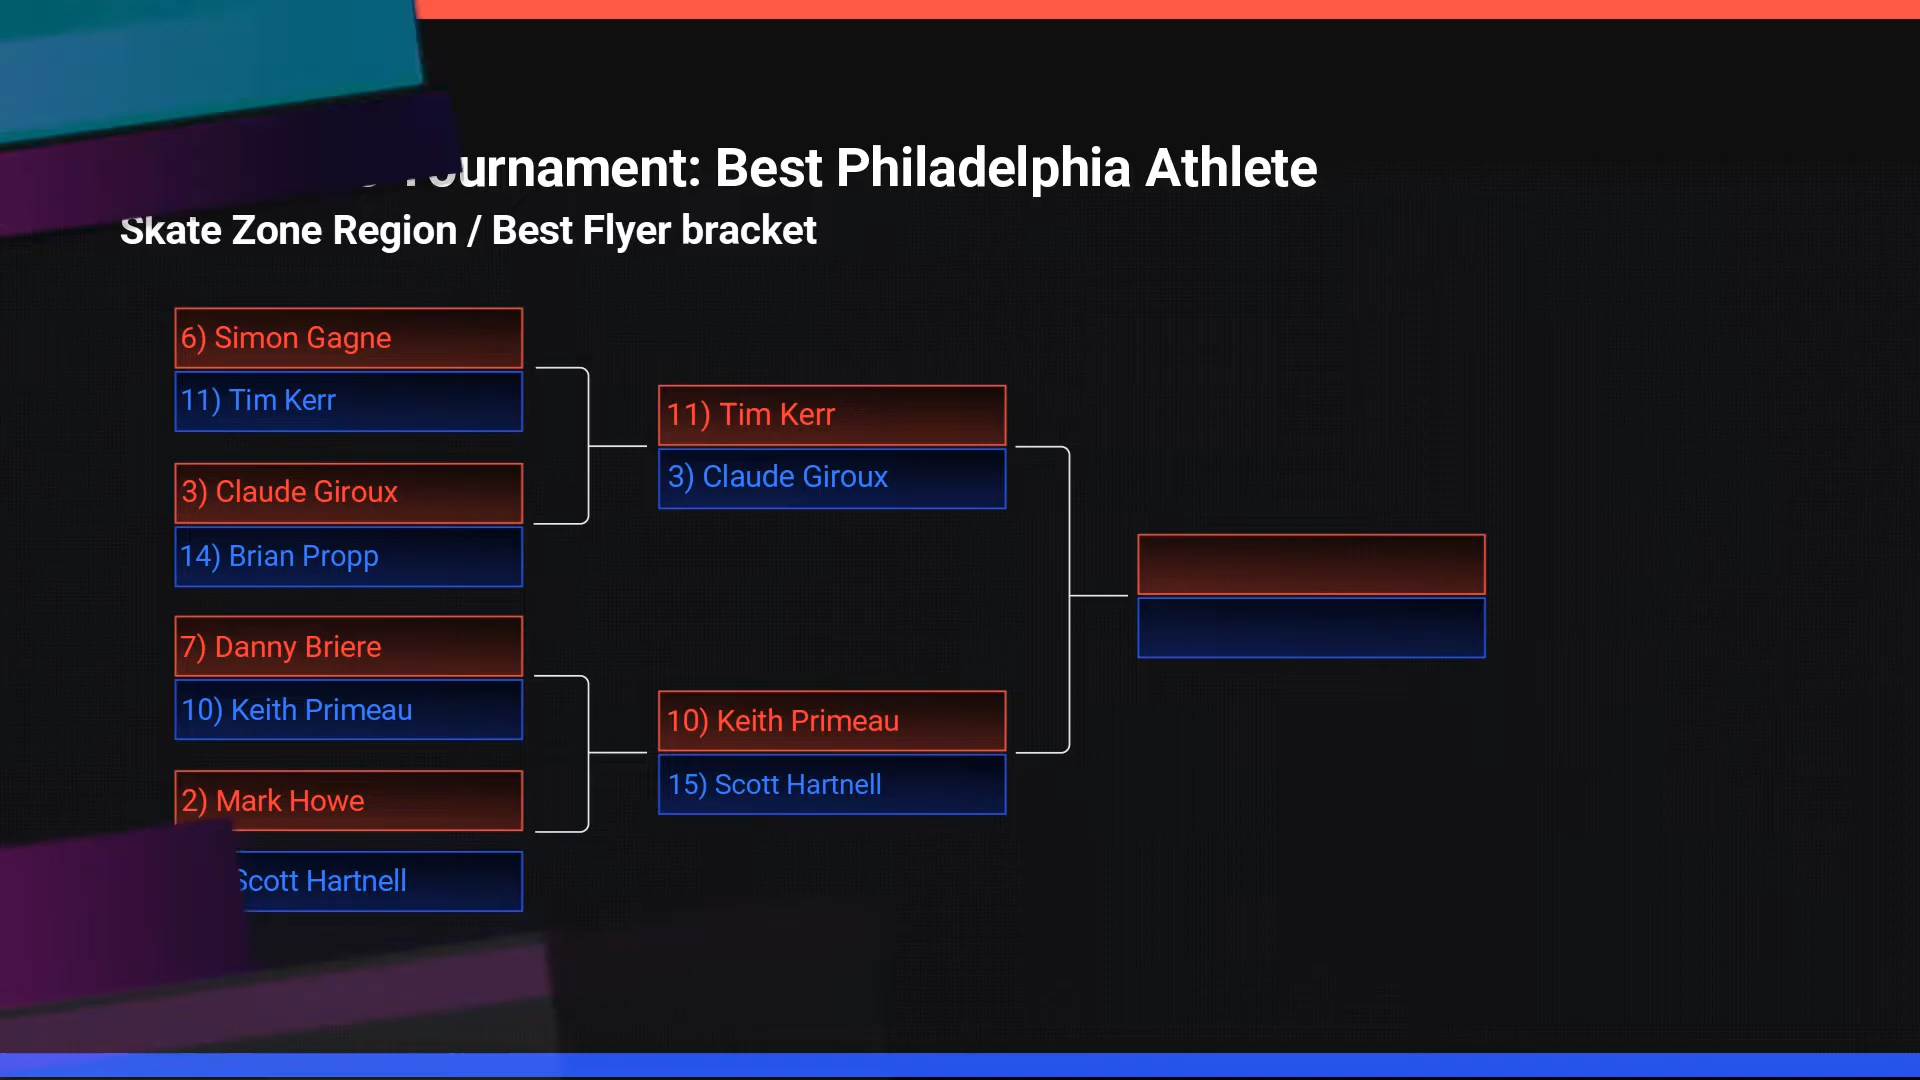 Tournament: Best Philadelphia Athlete
Skate Zone Region / Best Flyer bracket
6) Simon Gagne
11) Tim Kerr
3) Claude Giroux
14) Brian Propp
7) Danny Briere
10) Keith Primeau
2) Mark Howe
Scott Hartnell
11) Tim Kerr
3) Claude Giroux
10) Keith Primeau
15) Scott Hartnell